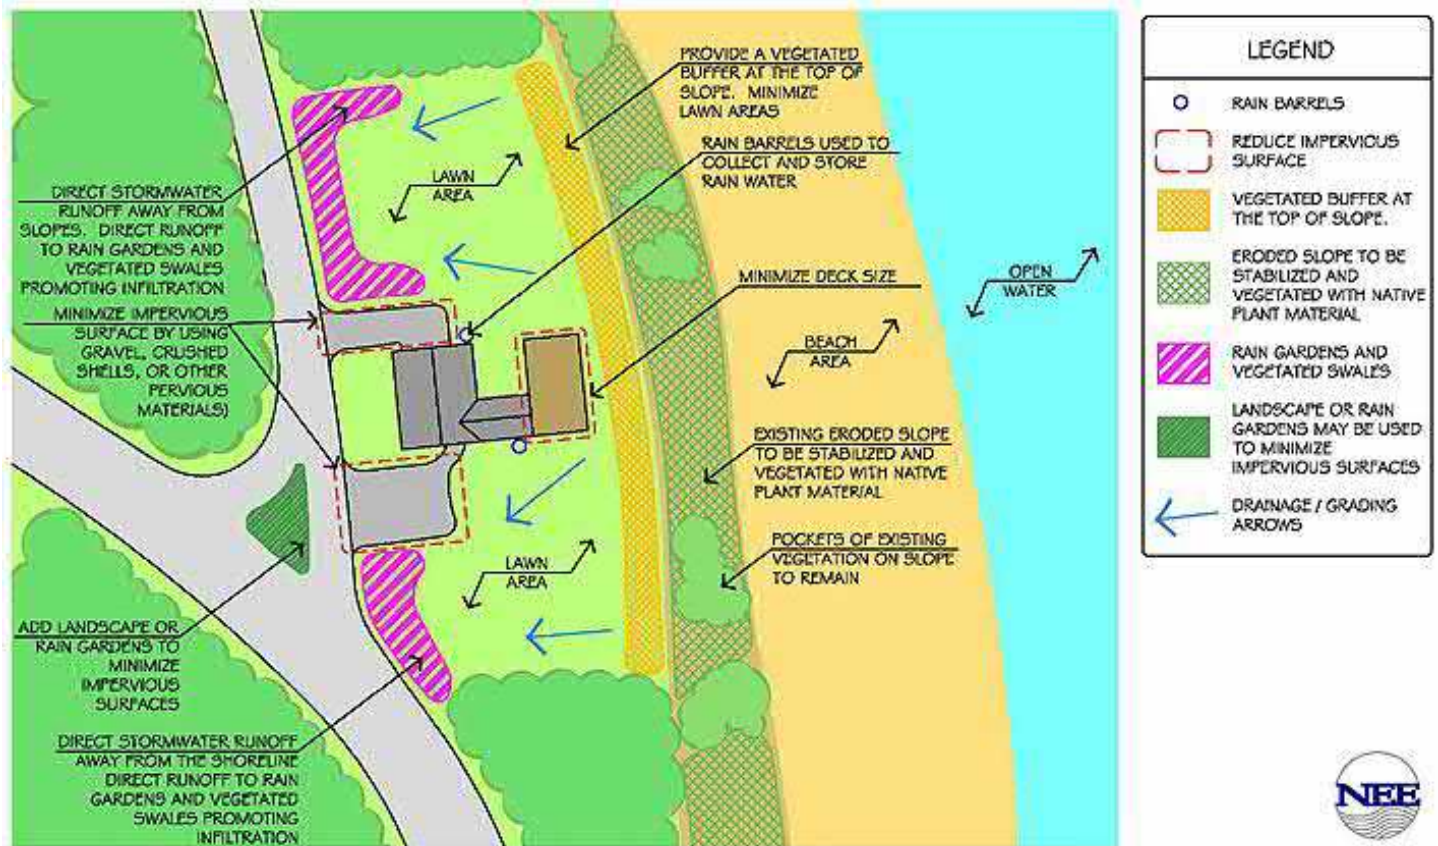 PROVIDE A VEGETATED
BUFFER AT THE TOP OF
SLOPE. MINIMIZE
LAWN AREAS
RAIN BARRELS USED TO
COLLECT AND STORE
RAIN WATER
LAWN
AREA
DIRECT STORMWATER
RUNOFF AWAY FROM
SLOPES. DIRECT RUNOFF
TO RAIN GARDENS AND
VEGETATED SWALES
PROMOTING INFILTRATION
MINIMIZE IMPERVIOUS
SURFACE BY USING
GRAVEL, CRUSHED
SHELLS, OR OTHER
PERVIOUS
MATERIALS)
MINIMIZE DECK SIZE
OPEN
WATER
BEACH
AREA
EXISTING ERODED SLOPE
TO BE STABILIZED AND
VEGETATED WITH NATIVE
PLANT MATERIAL
POCKETS OF EXISTING
VEGETATION ON SLOPE
TO REMAIN
LAWN
AREA
ADD LANDSCAPE OR
RAIN GARDENS TO
MINIMIZE
IMPERVIOUS
SURFACES
DIRECT STORMWATER RUNOFF
AWAY FROM THE SHORELINE
DIRECT RUNOFF TO RAIN
GARDENS AND VEGETATED
SWALES PROMOTING
INFILTRATION
LEGEND
RAIN BARRELS
REDUCE IMPERVIOUS
SURFACE
VEGETATED BUFFER AT
THE TOP OF SLOPE.
ERODED SLOPE TO BE
STABILIZED AND
VEGETATED WITH NATIVE
PLANT MATERIAL
RAIN GARDENS AND
VEGETATED SWALES
LANDSCAPE OR RAIN
GARDENS MAY BE USED
TO MINIMIZE
IMPERVIOUS SURFACES
DRAINAGE / GRADING
ARROWS
NEE